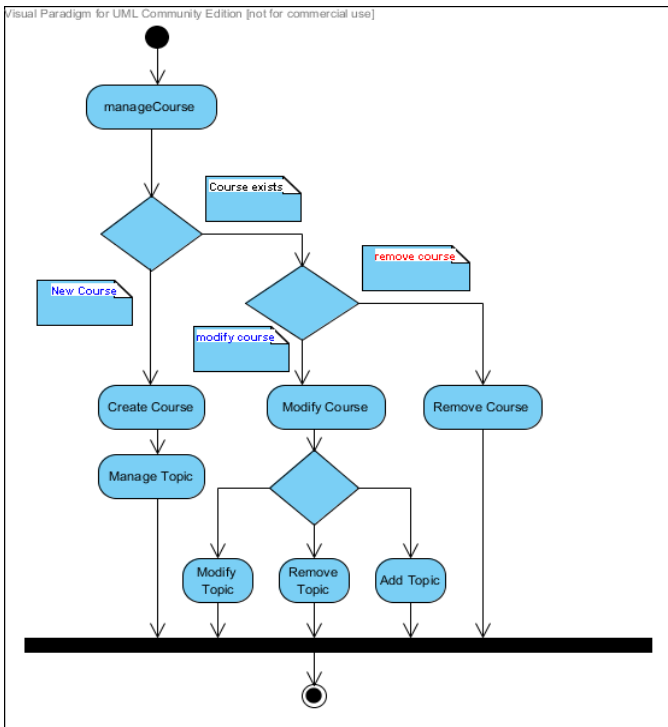 Visual Paradigm for UML Community Edition [not for commercial use]
manageCourse
Course exists
remove course
New Course
modify course
Create Course
Modify Course
Remove Course
Manage Topic
Modify
Topic
Remove
Topic
Add Topic